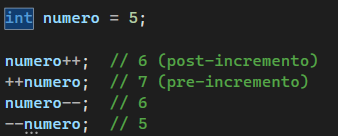 int numero = 5;
numero++; // 6 (post-incremento)
++numero; // 7 (pre-incremento)
numero--; // 6
--numero; // 5